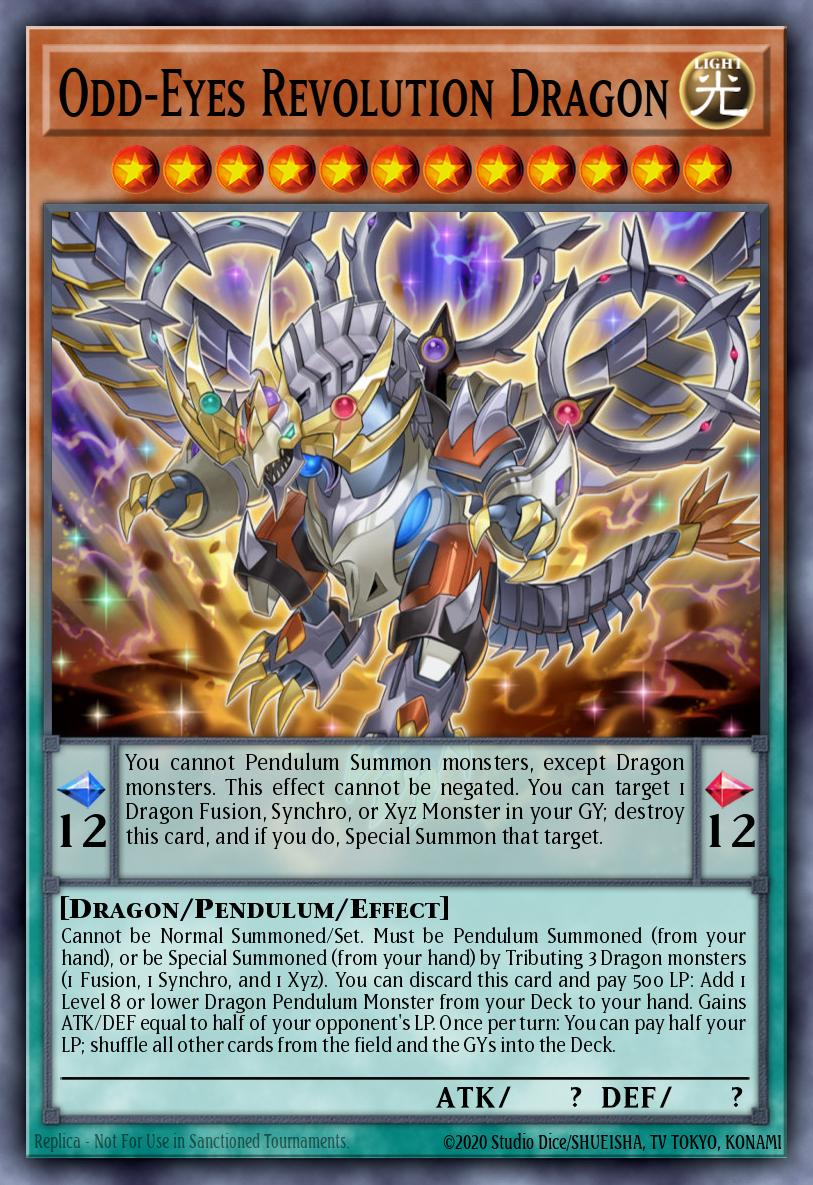 ODD-EYES REVOLUTION DRAGON
LIGHT
光
You cannot Pendulum Summon monsters, except Dragon
monsters. This effect cannot be negated. You can target 1
Dragon Fusion, Synchro, or Xyz Monster in your GY; destroy
this card, and if you do, Special Summon that target.
12
12
[DRAGON/PENDULUM/EFFECT]
Cannot be Normal Summoned/Set. Must be Pendulum Summoned (from your
hand), or be Special Summoned (from your hand) by Tributing 3 Dragon monsters
(1 Fusion, 1 Synchro, and 1 Xyz). You can discard this card and pay 500 LP: Add 1
Level 8 or lower Dragon Pendulum Monster from your Deck to your hand. Gains
ATK/DEF equal to half of your opponent's LP. Once per turn: You can pay half your
LP; shuffle all other cards from the field and the GYs into the Deck.
ATK/ ? DEF/ ?
Replica - Not For Use in Sanctioned Tournaments.
©2020 Studio Dice/SHUEISHA, TV TOKYO, KONAMI